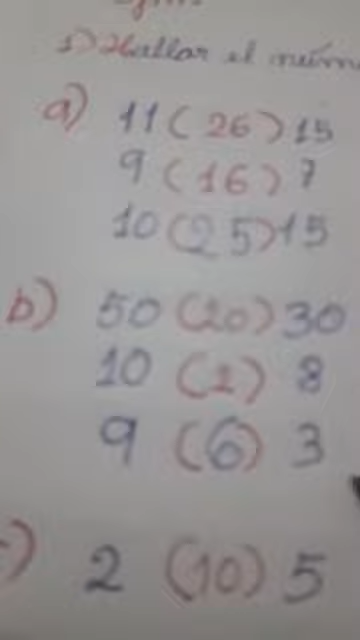 1) Hallar el
a) 11 ( 26 ) 15
9 ( 16 ) 7
10 ( 25 ) 15
b) 50 (20) 30
10 (2) 8
9 (6) 3
2 (10) 5